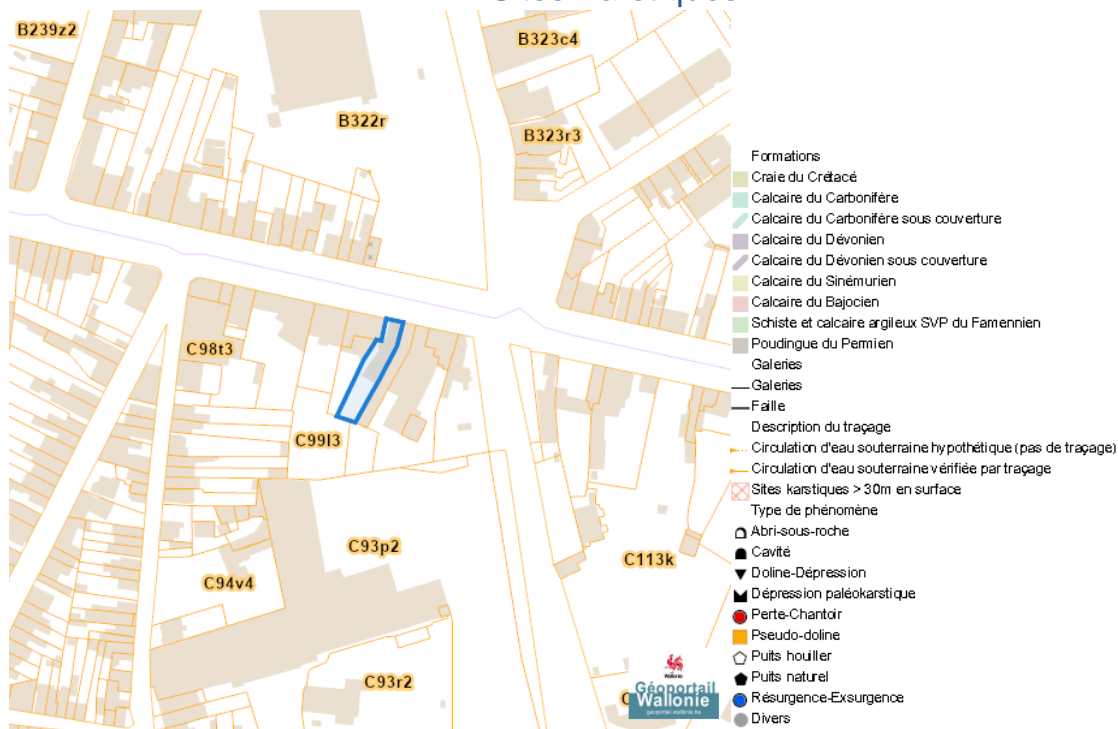 B239z2
B323c4
B322r
B323r3
C98t3
C99l3
C93p2
C94v4
C113k
C93r2
Wallonie
Géoportail
Wallonie
geoportail.wallonie.be
Formations
Craie du Crétacé
Calcaire du Carbonifère
Calcaire du Carbonifère sous couverture
Calcaire du Dévonien
Calcaire du Dévonien sous couverture
Calcaire du Sinémurien
Calcaire du Bajocien
Schiste et calcaire argileux SVP du Famennien
Poudingue du Permien
Galeries
Galeries
Faille
Description du traçage
Circulation d'eau souterraine hypothétique (pas de traçage)
Circulation d'eau souterraine vérifiée par traçage
Sites karstiques > 30m en surface
Type de phénomène
Abri-sous-roche
Cavité
Doline-Dépression
Dépression paléokarstique
Perte-Chantoir
Pseudo-doline
Puits houiller
Puits naturel
Résurgence-Exsurgence
Divers